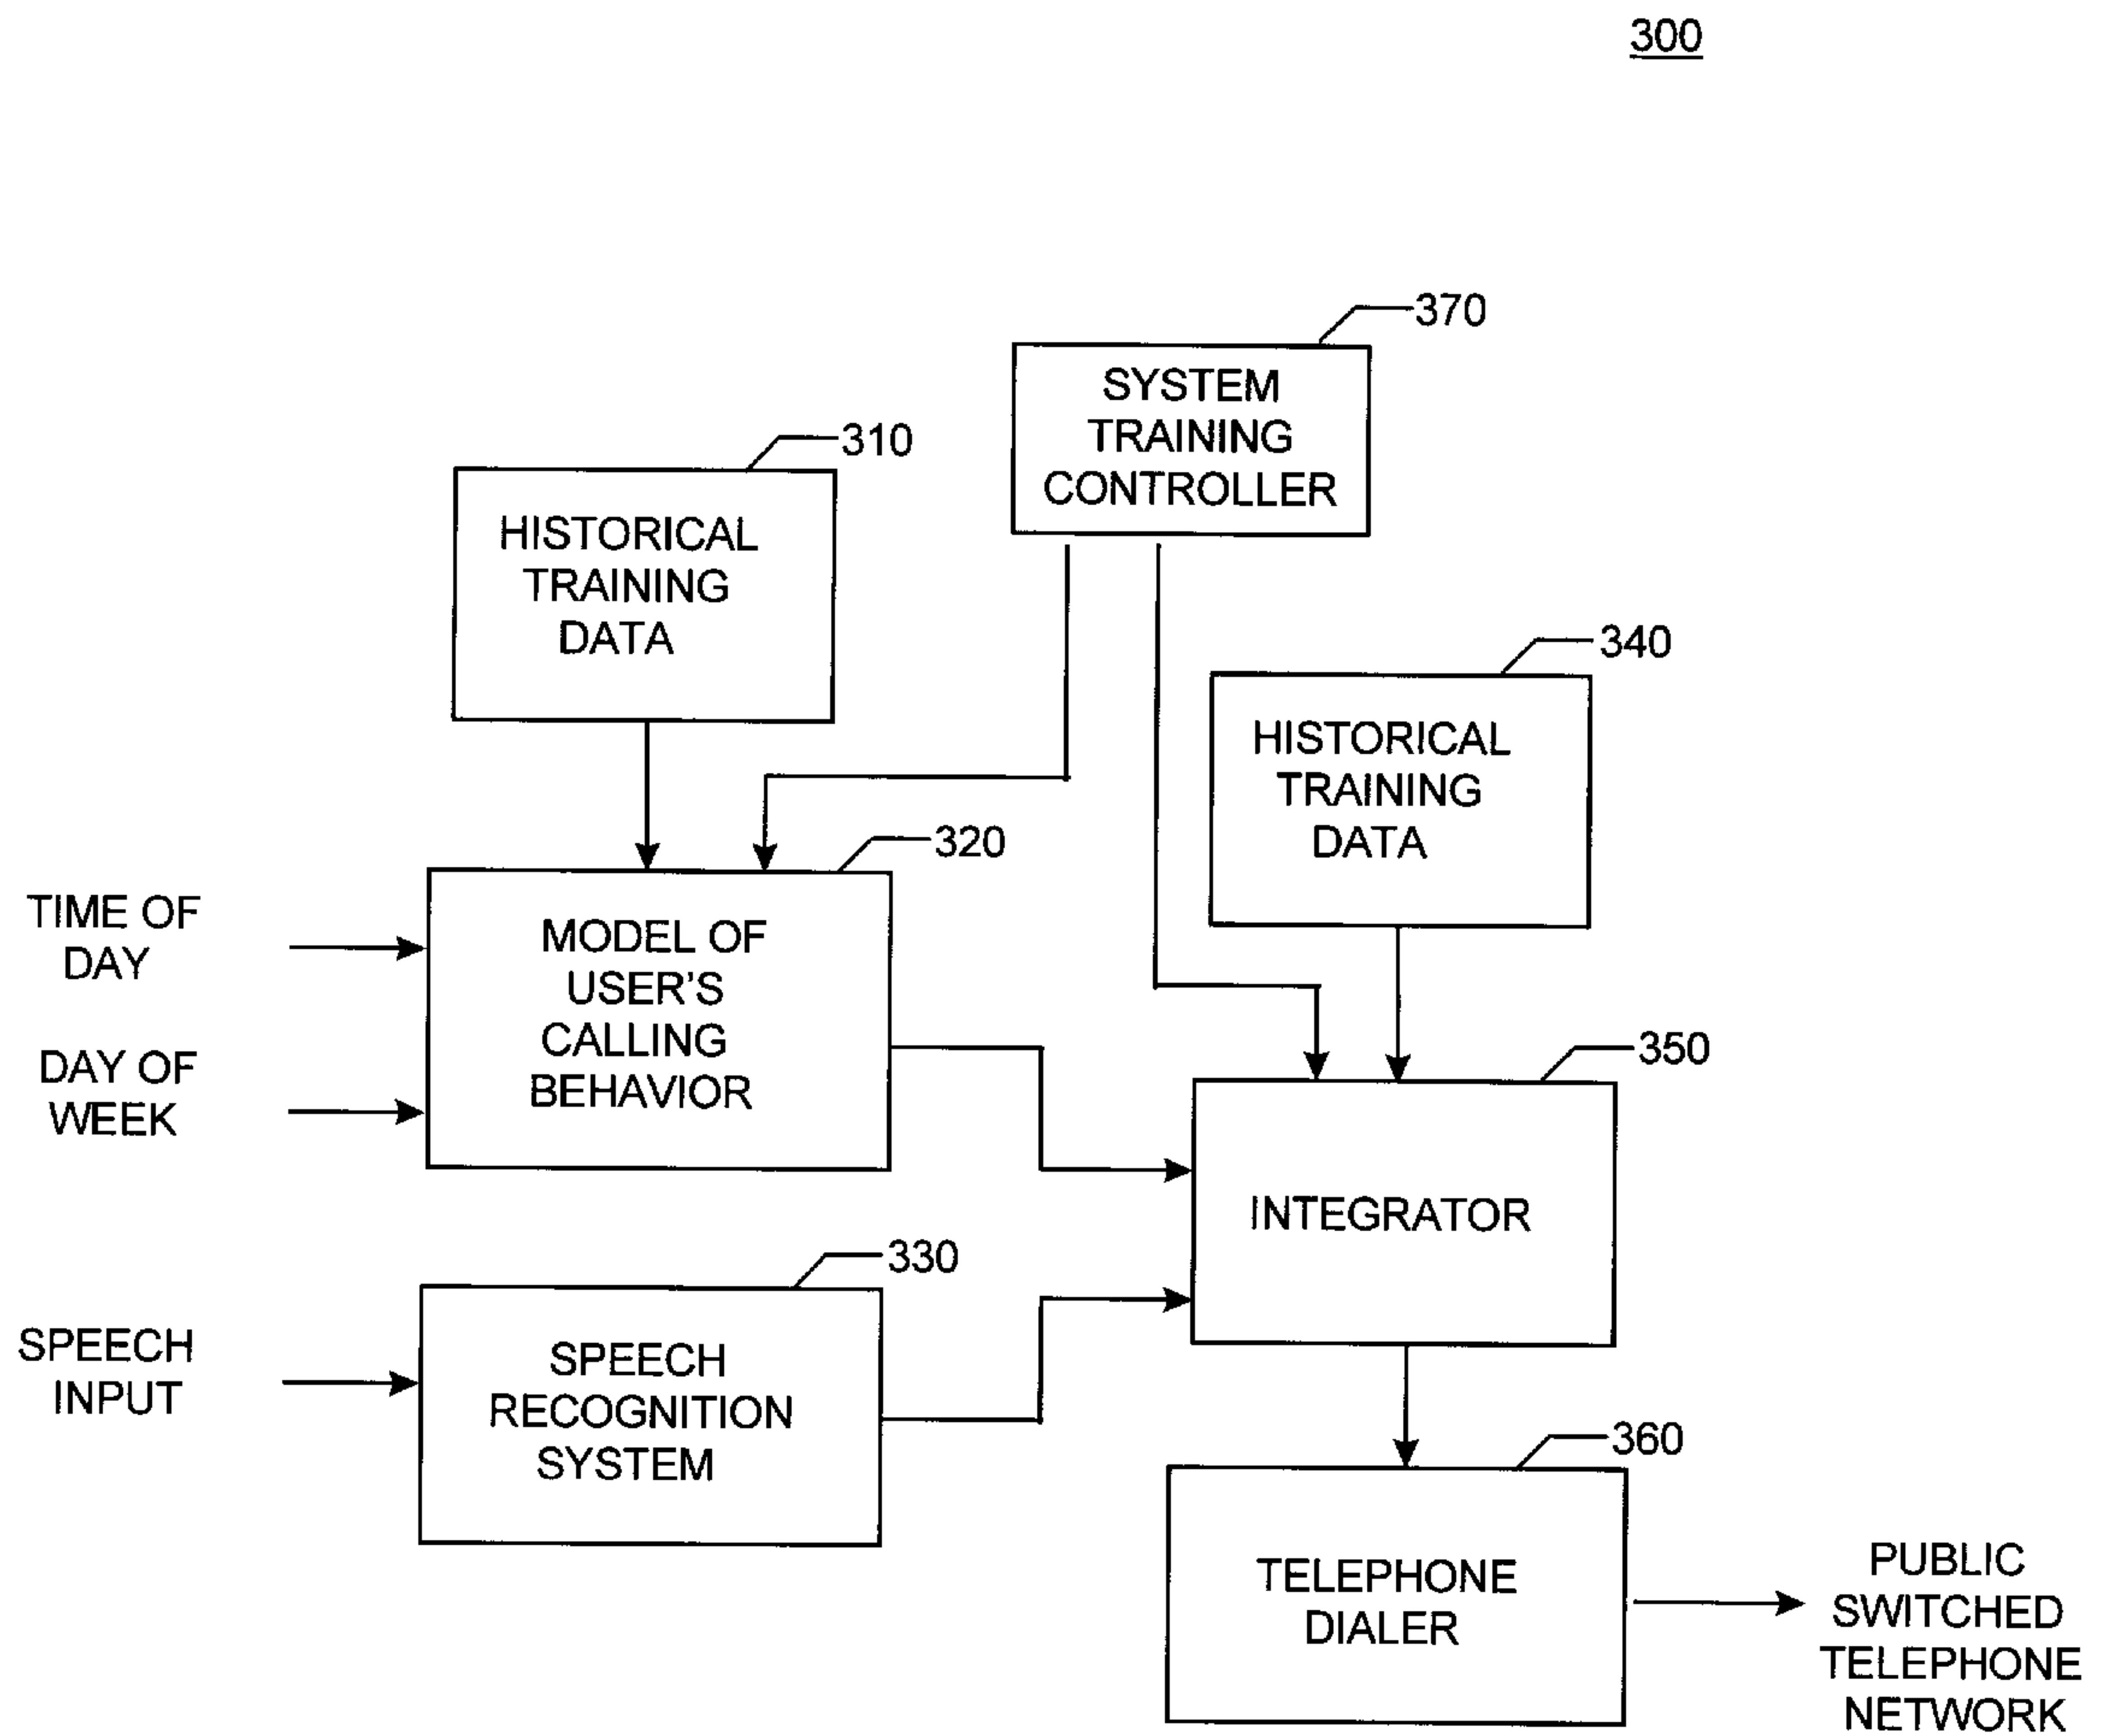 300
370
SYSTEM
TRAINING
CONTROLLER
310
HISTORICAL
TRAINING
DATA
340
HISTORICAL
TRAINING
DATA
320
TIME OF
DAY
MODEL OF
USER'S
CALLING
BEHAVIOR
DAY OF
WEEK
350
INTEGRATOR
330
SPEECH
INPUT
SPEECH
RECOGNITION
SYSTEM
360
TELEPHONE
DIALER
PUBLIC
SWITCHED
TELEPHONE
NETWORK